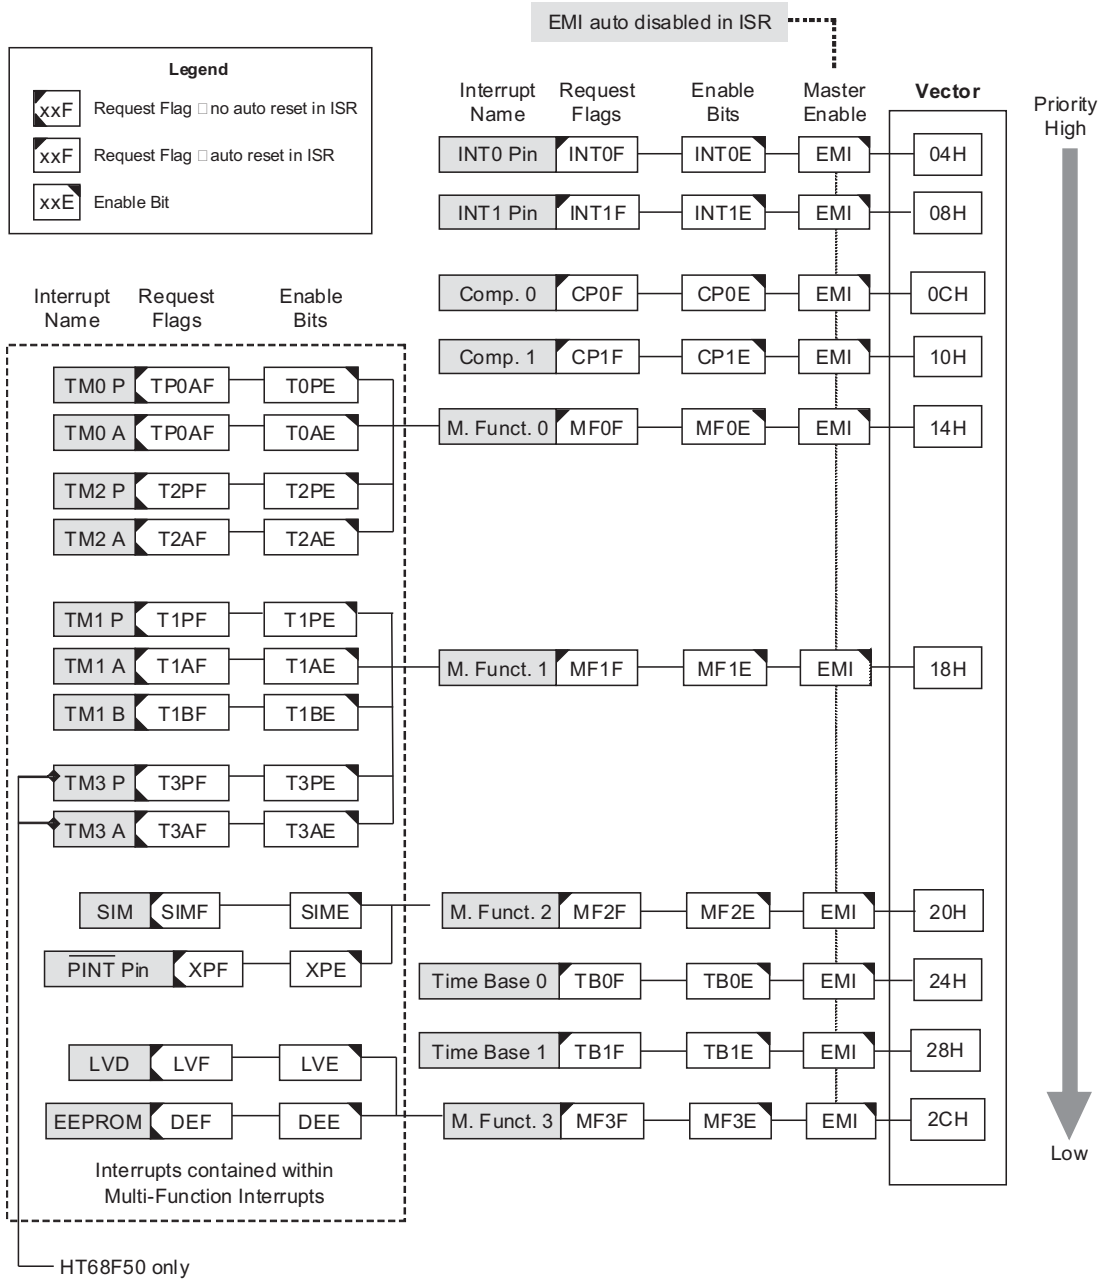 EMI auto disabled in ISR
Legend
xxF Request Flag □ no auto reset in ISR
xxF Request Flag □ auto reset in ISR
xxE Enable Bit
Interrupt Name
Request Flags
Enable Bits
Master Enable
Vector
Priority High
INT0 Pin INT0F INT0E EMI 04H
INT1 Pin INT1F INT1E EMI 08H
Interrupt Name
Request Flags
Enable Bits
Comp. 0 CP0F CP0E EMI 0CH
Comp. 1 CP1F CP1E EMI 10H
TM0 P TP0AF T0PE
TM0 A TP0AF T0AE
M. Funct. 0 MF0F MF0E EMI 14H
TM2 P T2PF T2PE
TM2 A T2AF T2AE
TM1 P T1PF T1PE
TM1 A T1AF T1AE
M. Funct. 1 MF1F MF1E EMI 18H
TM1 B T1BF T1BE
TM3 P T3PF T3PE
TM3 A T3AF T3AE
SIM SIMF SIME
M. Funct. 2 MF2F MF2E EMI 20H
PINT Pin XPF XPE
Time Base 0 TB0F TB0E EMI 24H
Time Base 1 TB1F TB1E EMI 28H
LVD LVF LVE
EEPROM DEF DEE
M. Funct. 3 MF3F MF3E EMI 2CH
Low
Interrupts contained within
Multi-Function Interrupts
HT68F50 only